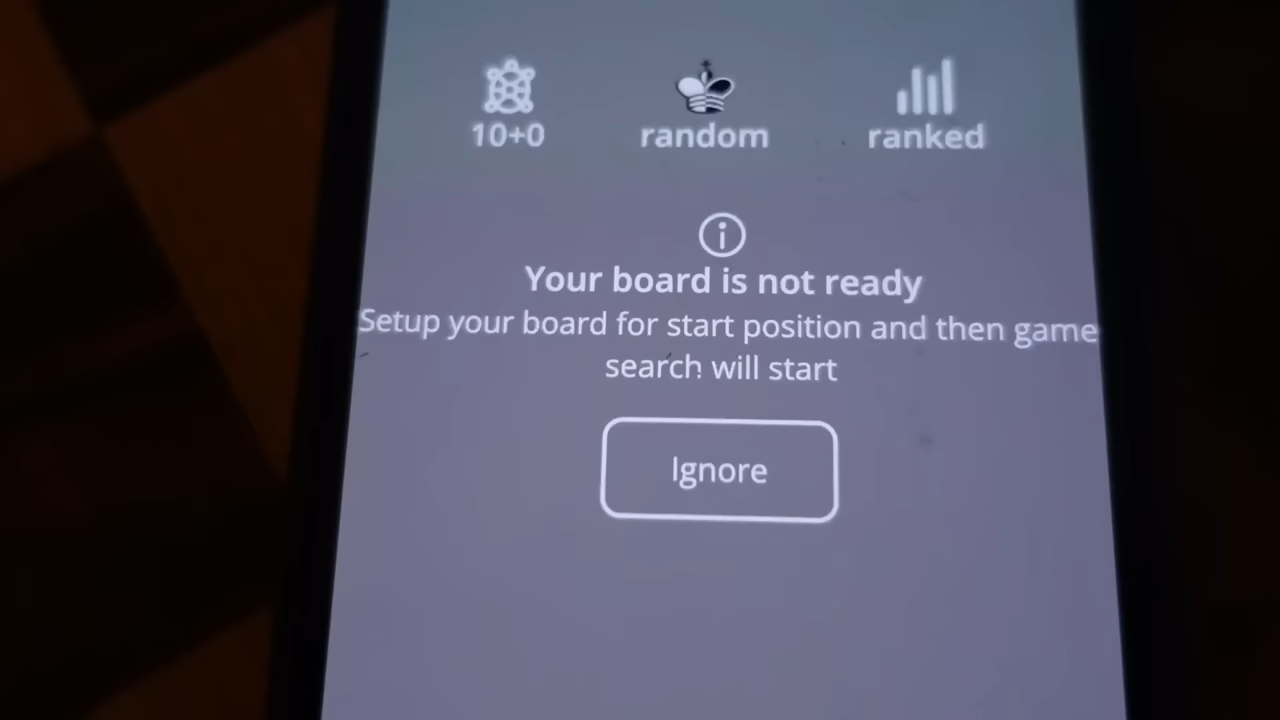 10+0 random ranked
Your board is not ready
Setup your board for start position and then game
search will start
Ignore